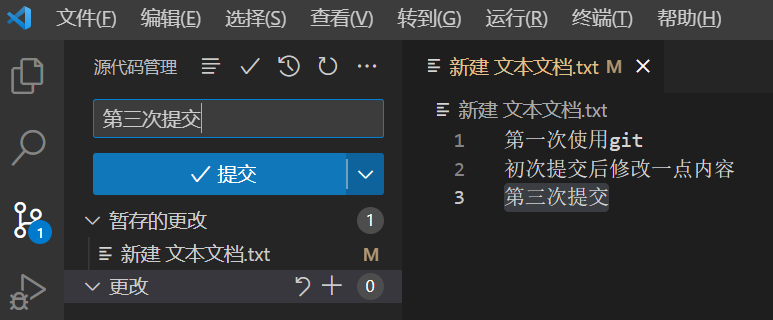 文件(F) 编辑(E) 选择(S) 查看(V) 转到(G) 运行(R) 终端(T) 帮助(H)
源代码管理
第三次提交
提交
暂存的更改 1
新建 文本文档.txt M
更改 0
1
新建 文本文档.txt M
新建 文本文档.txt
1 第一次使用git
2 初次提交后修改一点内容
3 第三次提交